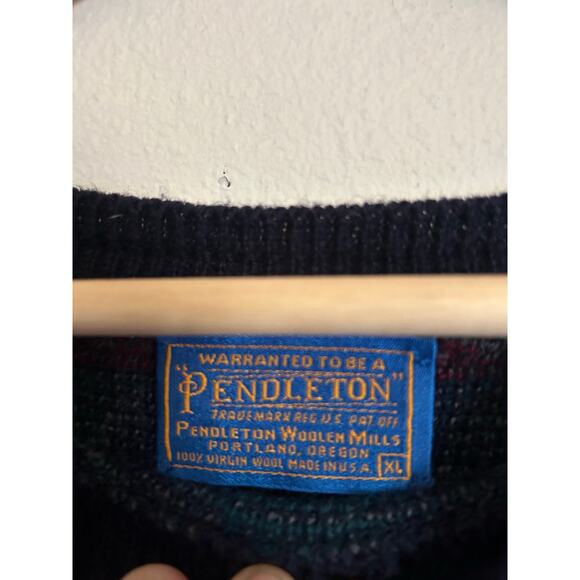 WARRANTED TO BE A
"PENDLETON"
TRADEMARK REG U.S. PAT. OFF
PENDLETON WOOLEN MILLS
PORTLAND, OREGON
100% VIRGIN WOOL MADE IN U.S.A. XL